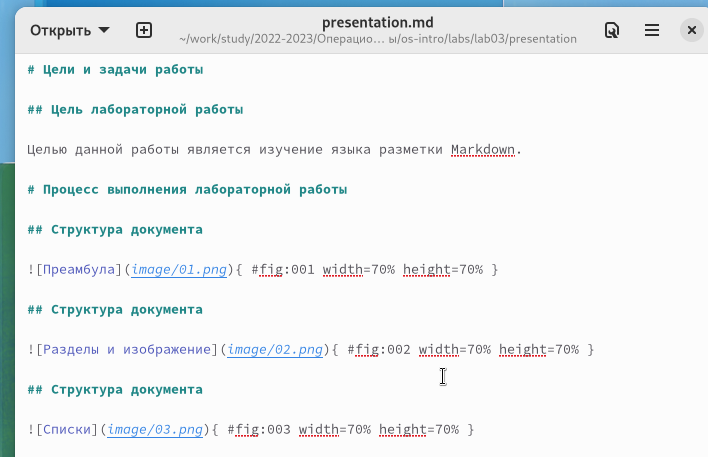 Открыть
presentation.md
~/work/study/2022-2023/Операцио… ы/os-intro/labs/lab03/presentation
# Цели и задачи работы
## Цель лабораторной работы
Целью данной работы является изучение языка разметки Markdown.
# Процесс выполнения лабораторной работы
## Структура документа
![Преамбула](image/01.png){ #fig:001 width=70% height=70% }
## Структура документа
![Разделы и изображение](image/02.png){ #fig:002 width=70% height=70% }
## Структура документа
![Списки](image/03.png){ #fig:003 width=70% height=70% }